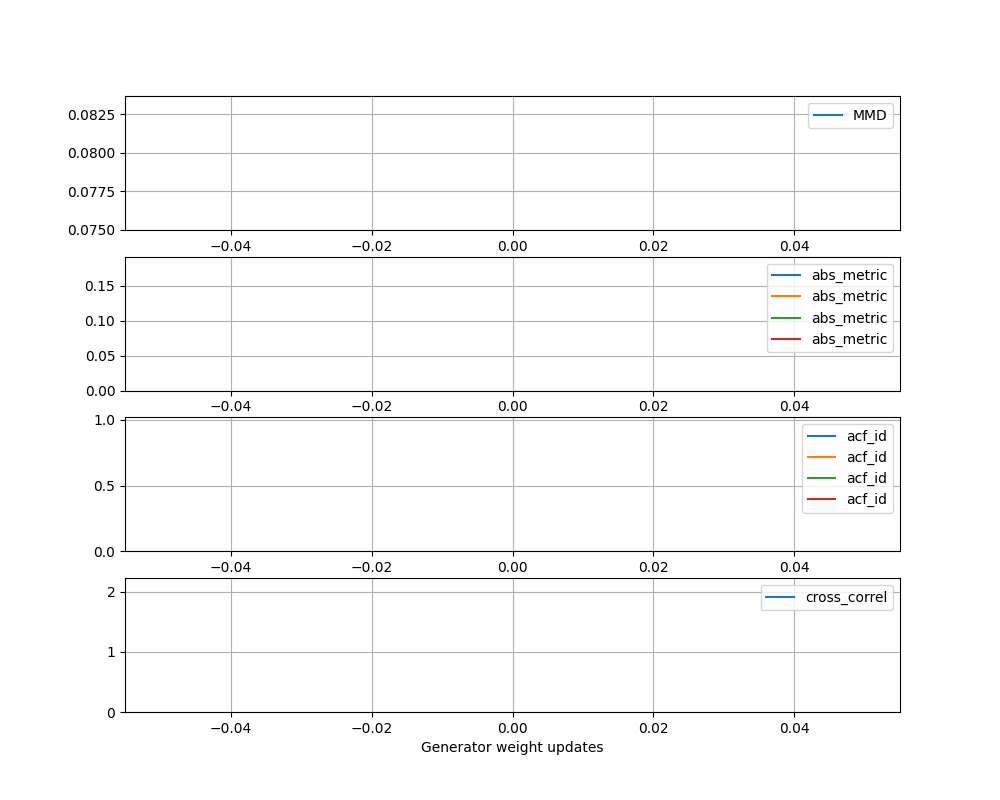 0.0825
MMD
0.0800
0.0775
0.0750
−0.04 −0.02 0.00 0.02 0.04
abs_metric
0.15
abs_metric
0.10
abs_metric
abs_metric
0.05
0.00
−0.04 −0.02 0.00 0.02 0.04
1.0
acf_id
acf_id
0.5
acf_id
acf_id
0.0
−0.04 −0.02 0.00 0.02 0.04
2
cross_correl
1
0
−0.04 −0.02 0.00 0.02 0.04
Generator weight updates